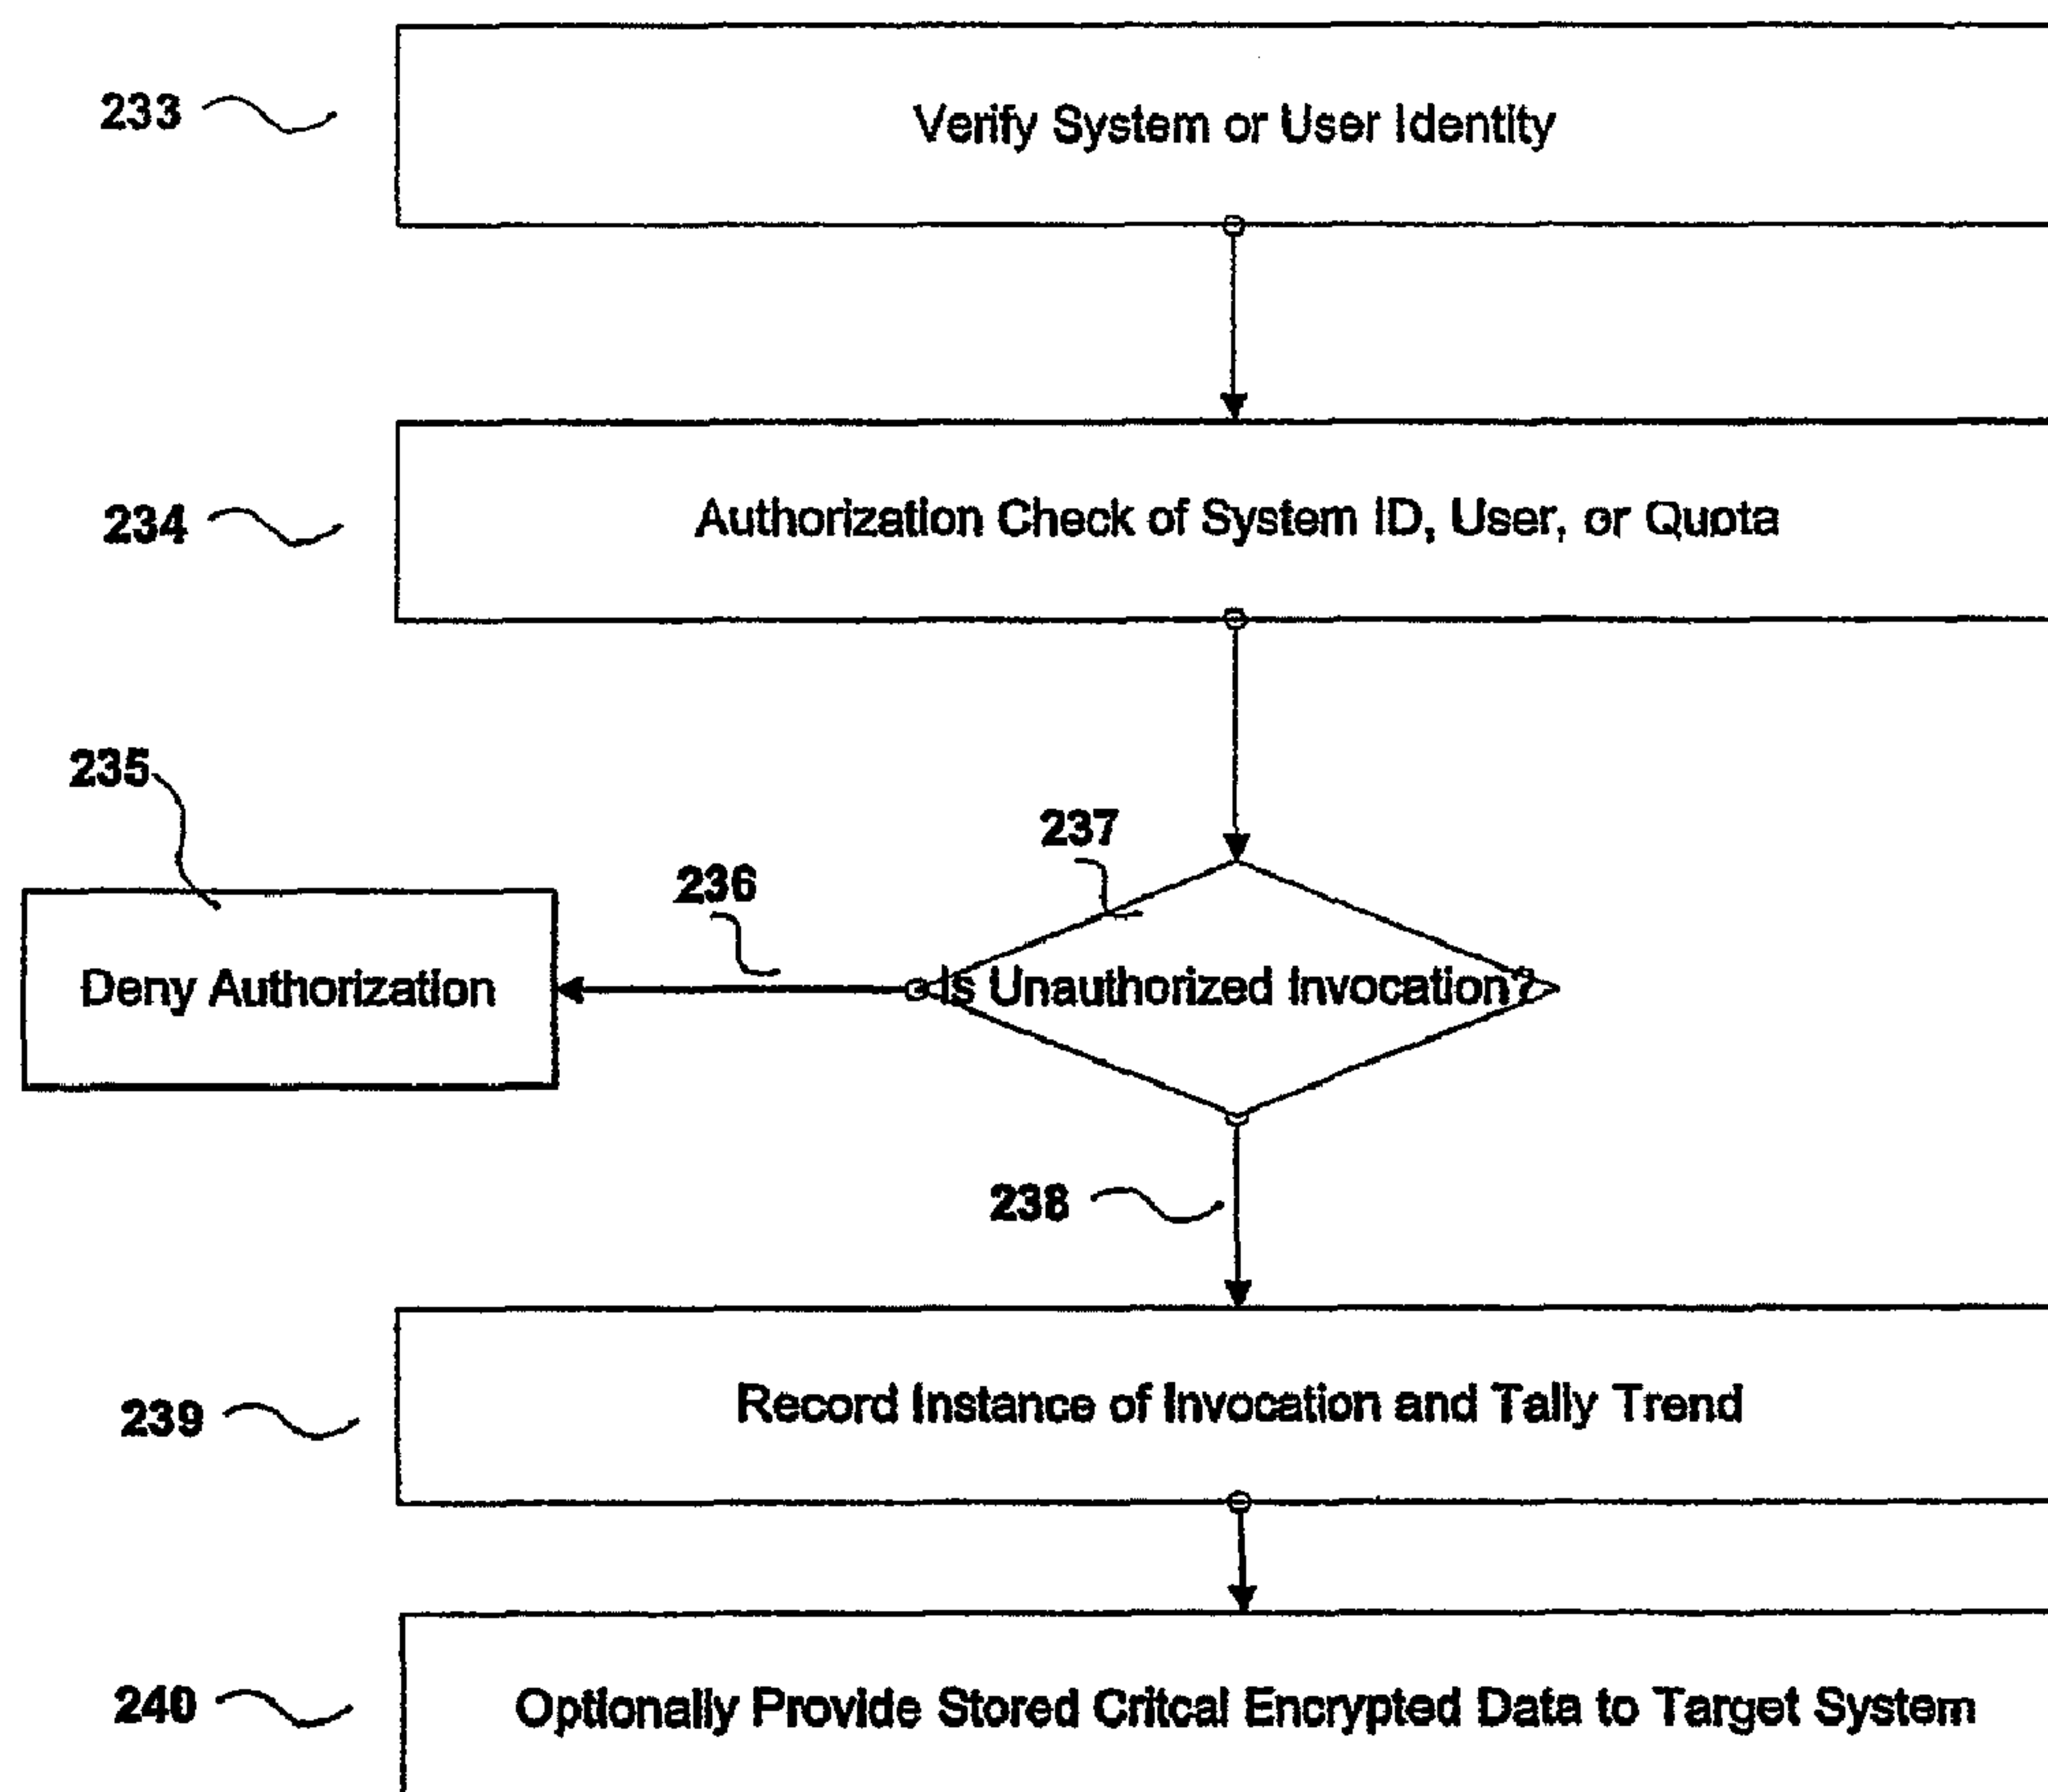 233
Verify System or User Identity
234
Authorization Check of System ID, User, or Quota
235
237
236
Deny Authorization
Is Unauthorized Invocation?
238
239
Record Instance of Invocation and Tally Trend
240
Optionally Provide Stored Critcal Encrypted Data to Target System